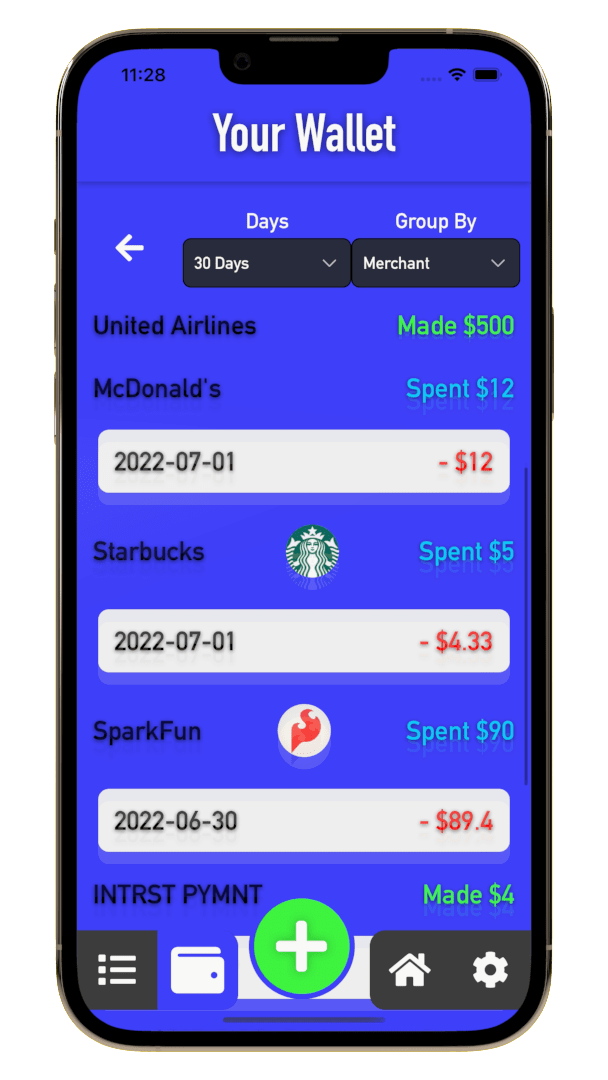 11:28
Your Wallet
Days Group By
30 Days Merchant
United Airlines Made $500
McDonald's Spent $12
2022-07-01 - $12
Starbucks Spent $5
2022-07-01 - $4.33
SparkFun Spent $90
2022-06-30 - $89.4
INTRST PYMNT Made $4